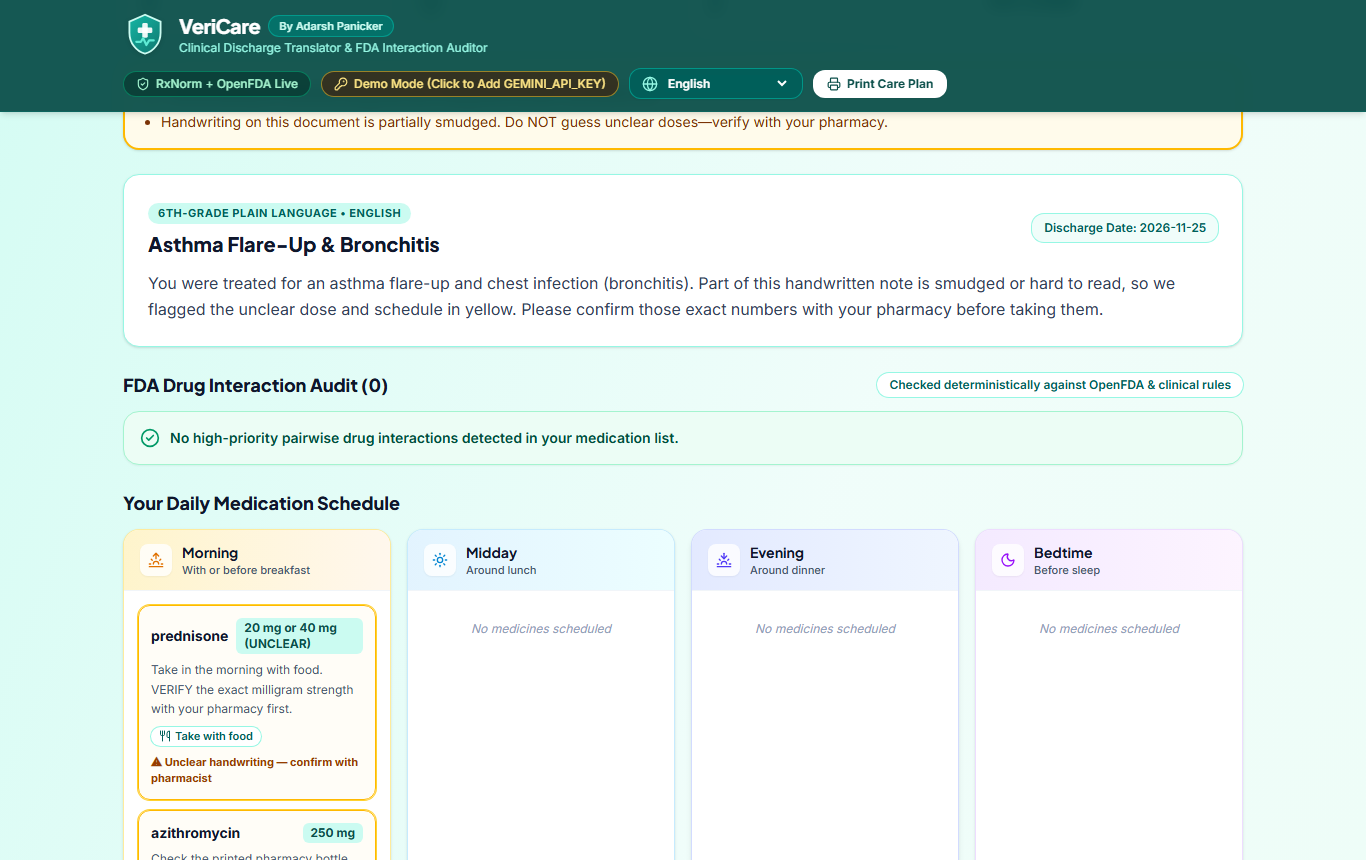 VeriCare By Adarsh Panicker
Clinical Discharge Translator & FDA Interaction Auditor
RxNorm + OpenFDA Live
Demo Mode (Click to Add GEMINI_API_KEY)
English
Print Care Plan
• Handwriting on this document is partially smudged. Do NOT guess unclear doses—verify with your pharmacy.
6TH-GRADE PLAIN LANGUAGE • ENGLISH
Asthma Flare-Up & Bronchitis
Discharge Date: 2026-11-25
You were treated for an asthma flare-up and chest infection (bronchitis). Part of this handwritten note is smudged or hard to read, so we
flagged the unclear dose and schedule in yellow. Please confirm those exact numbers with your pharmacy before taking them.
FDA Drug Interaction Audit (0)
Checked deterministically against OpenFDA & clinical rules
No high-priority pairwise drug interactions detected in your medication list.
Your Daily Medication Schedule
Morning
With or before breakfast
prednisone
20 mg or 40 mg
(UNCLEAR)
Take in the morning with food.
VERIFY the exact milligram strength
with your pharmacy first.
Take with food
⚠ Unclear handwriting — confirm with
pharmacist
azithromycin
250 mg
Check the printed pharmacy bottle
Midday
Around lunch
No medicines scheduled
Evening
Around dinner
No medicines scheduled
Bedtime
Before sleep
No medicines scheduled